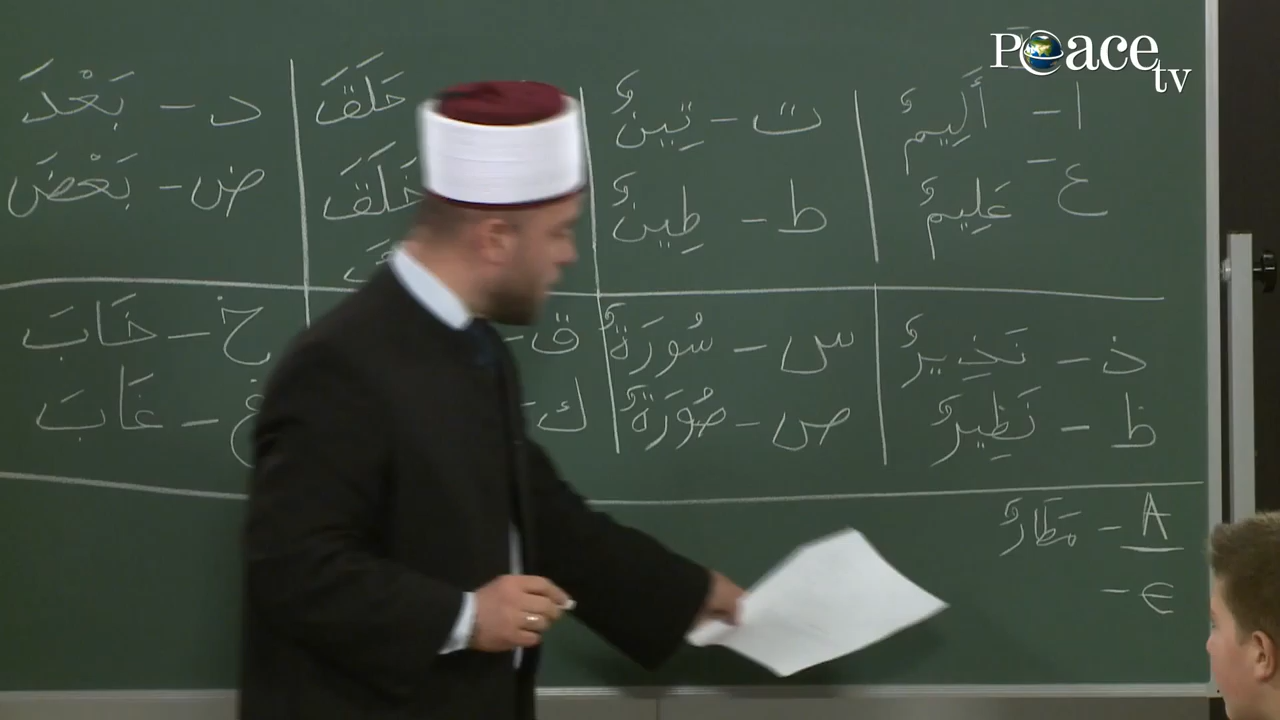 Peace tv
ا - أَلِيمٌ
ع - عَلِيمٌ
ت - تِينٌ
ط - طِينٌ
حَلَقَ
خَلَقَ
د - بَعْدَ
ض - بَعْضَ
ذ - نَذِيرٌ
ظ - نَظِيرٌ
س - سُورَةٌ
ص - صُورَةٌ
ق -
ك -
خ - خَابَ
غ - غَابَ
A - مَطَارٌ
е -